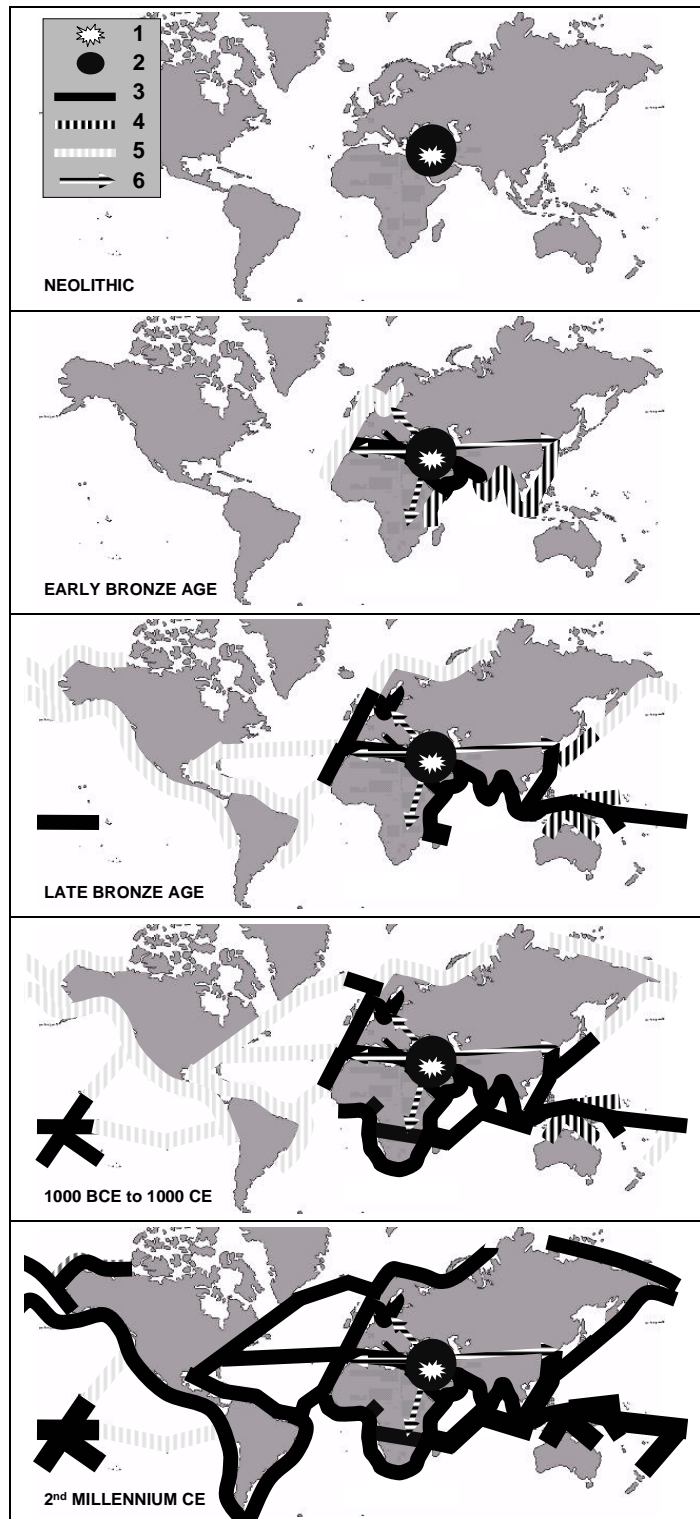 1
2
3
4
5
6
NEOLITHIC
EARLY BRONZE AGE
LATE BRONZE AGE
1000 BCE to 1000 CE
2nd MILLENNIUM CE